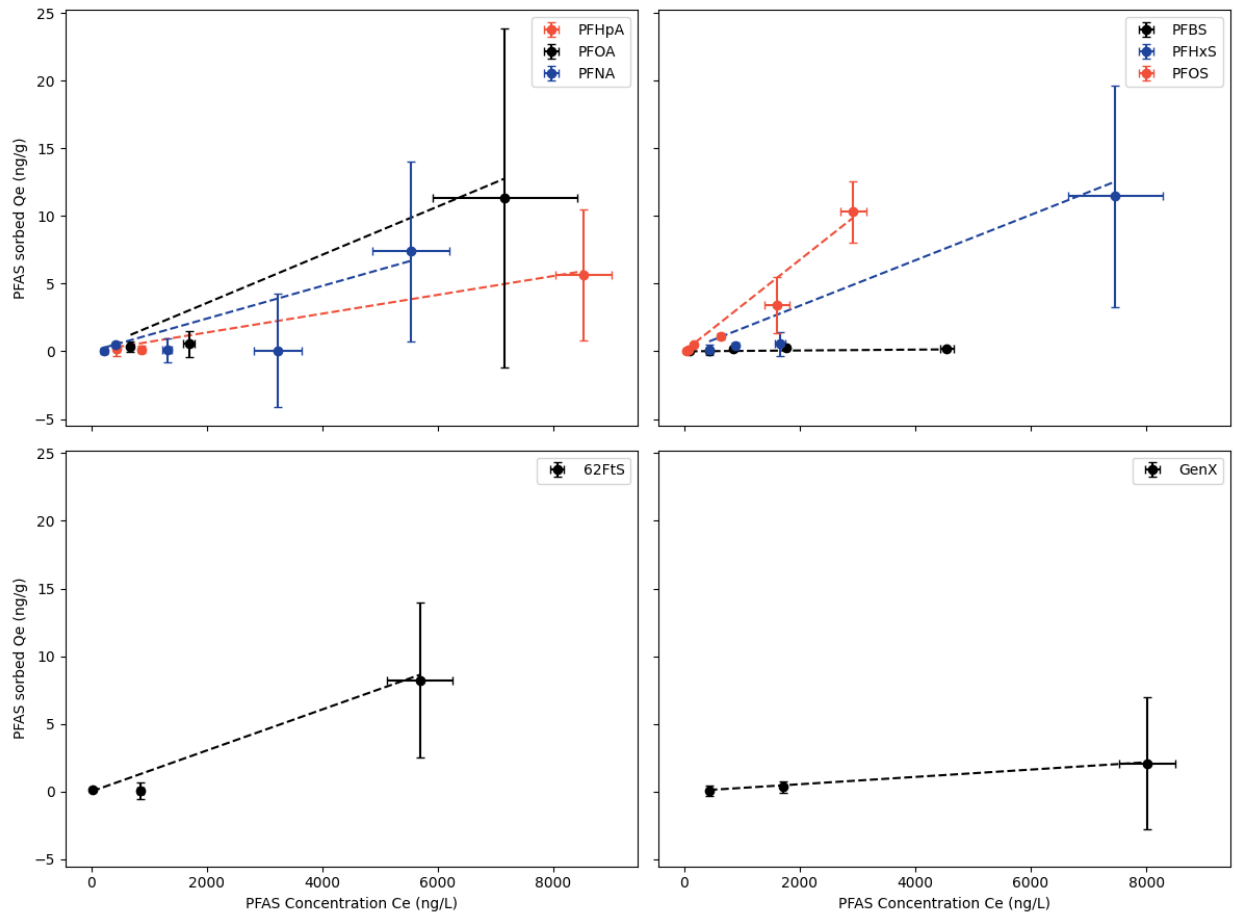 25
20
15
10
5
0
−5
PFAS sorbed Qe (ng/g)
PFHpA
PFOA
PFNA
PFBS
PFHxS
PFOS
25
20
15
10
5
0
−5
PFAS sorbed Qe (ng/g)
62FtS
GenX
0 2000 4000 6000 8000
PFAS Concentration Ce (ng/L)
0 2000 4000 6000 8000
PFAS Concentration Ce (ng/L)